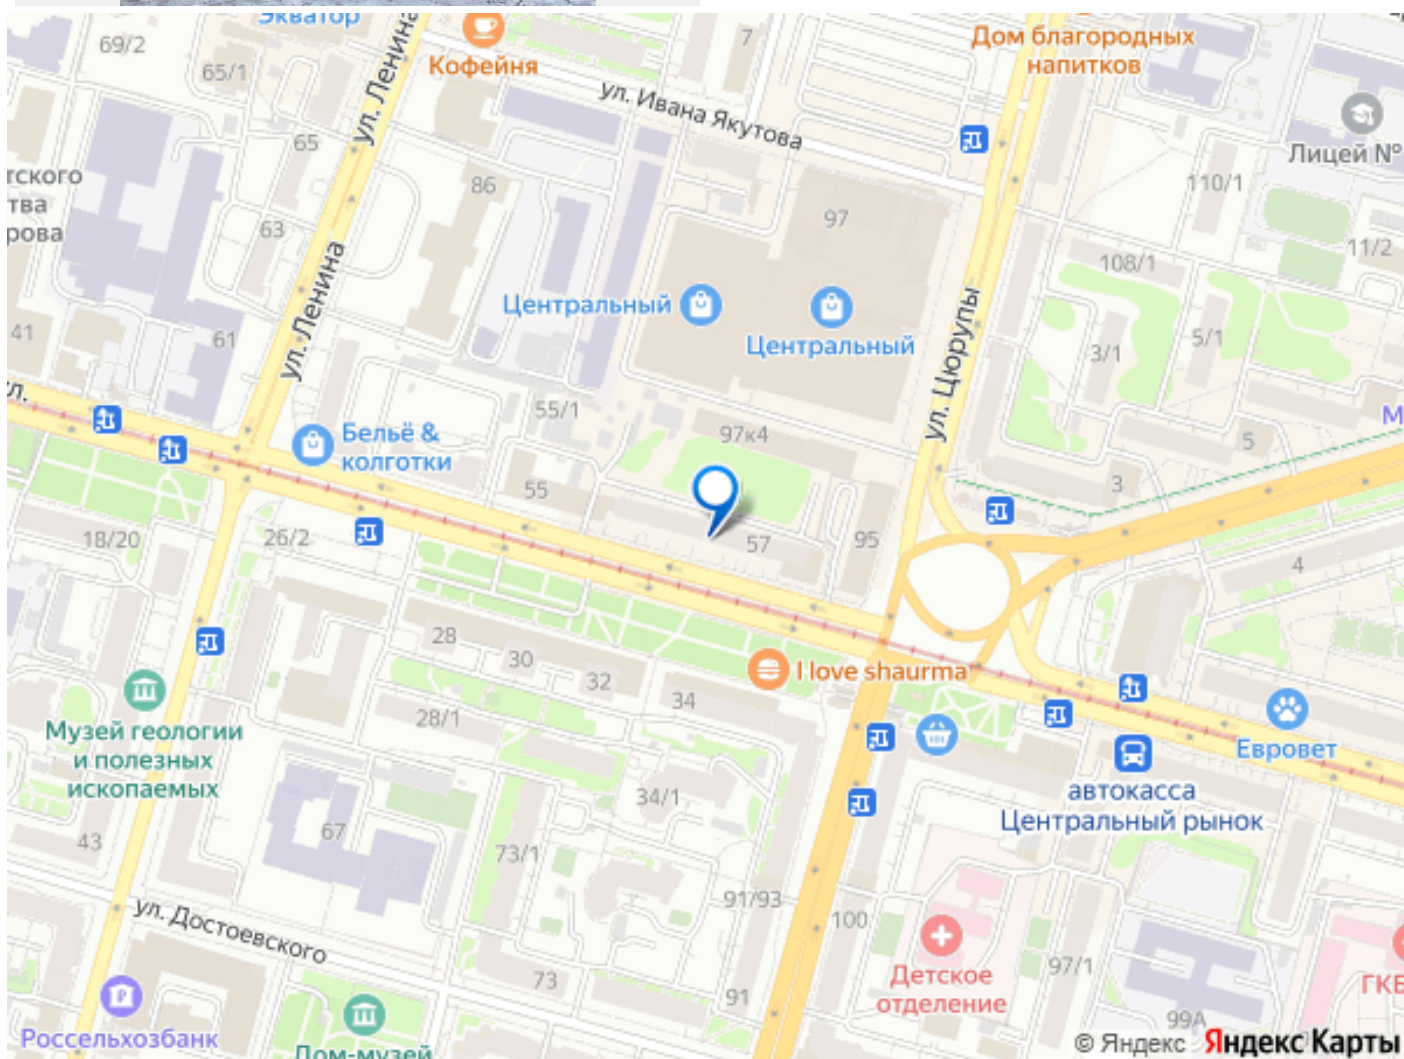 Экватор
69/2
65/1
Кофейня
7
Дом благородных
напитков
ул. Ленина
ул. Ивана Якутова
65
Лицей №
тского
тва
рова
86
110/1
97
63
11/2
108/1
ул. Ленина
Центральный
Центральный
ул. Цюрупы
41
61
5/1
3/1
л.
55/1
М
Бельё &
колготки
97к4
5
55
3
18/20
26/2
57
95
4
28
30
32
34
I love shaurma
28/1
Музей геологии
и полезных
ископаемых
Евровет
автокасса
Центральный рынок
34/1
67
43
73/1
91/93
100
ул. Достоевского
Детское
отделение
97/1
73
91
ГКБ
99А
Россельхозбанк
Дом-музей
© Яндекс Яндекс Карты